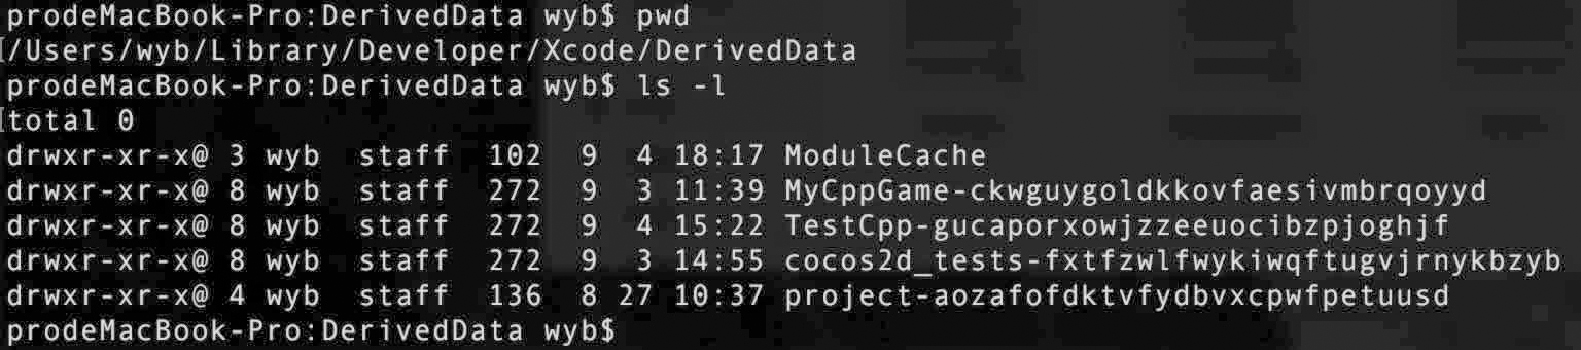 prodeMacBook-Pro:DerivedData wyb$ pwd
[/Users/wyb/Library/Developer/Xcode/DerivedData
prodeMacBook-Pro:DerivedData wyb$ ls -l
[total 0
drwxr-xr-x@ 3 wyb  staff  102  9  4 18:17 ModuleCache
drwxr-xr-x@ 8 wyb  staff  272  9  3 11:39 MyCppGame-ckwguygoldkkovfaesivmbrqoyyd
drwxr-xr-x@ 8 wyb  staff  272  9  4 15:22 TestCpp-gucaporxowjzzeeuocibzpjoghjf
drwxr-xr-x@ 8 wyb  staff  272  9  3 14:55 cocos2d_tests-fxtfzwlfwykiwqftugvjrnykbzyb
drwxr-xr-x@ 4 wyb  staff  136  8 27 10:37 project-aozafofdktvfydbvxcpwfpetuusd
prodeMacBook-Pro:DerivedData wyb$